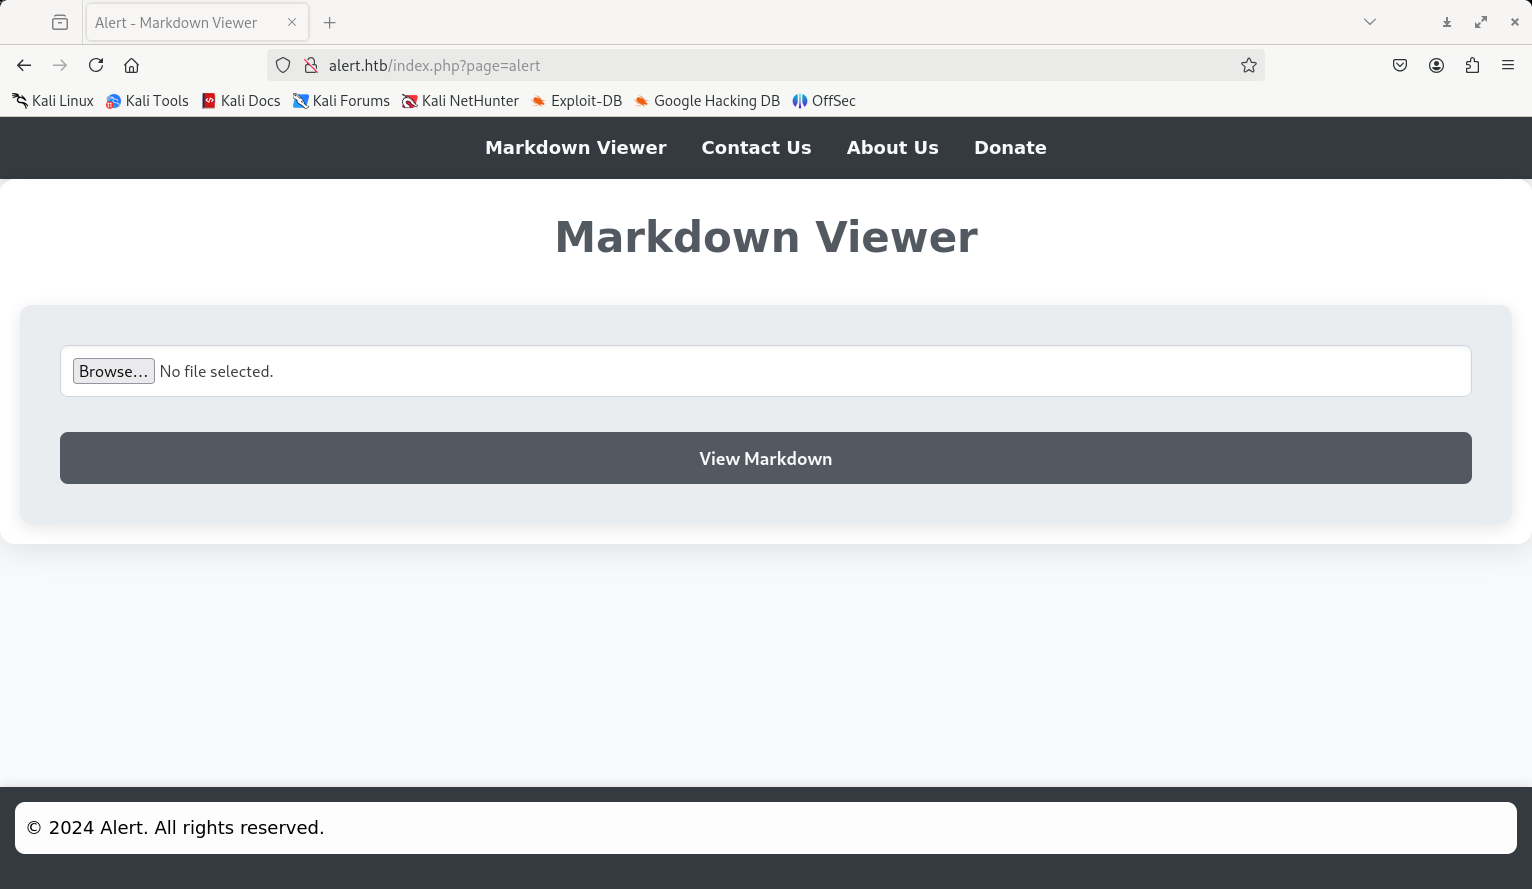 Alert - Markdown Viewer
alert.htb/index.php?page=alert
Kali Linux Kali Tools Kali Docs Kali Forums Kali NetHunter Exploit-DB Google Hacking DB OffSec
Markdown Viewer Contact Us About Us Donate
Markdown Viewer
Browse... No file selected.
View Markdown
© 2024 Alert. All rights reserved.